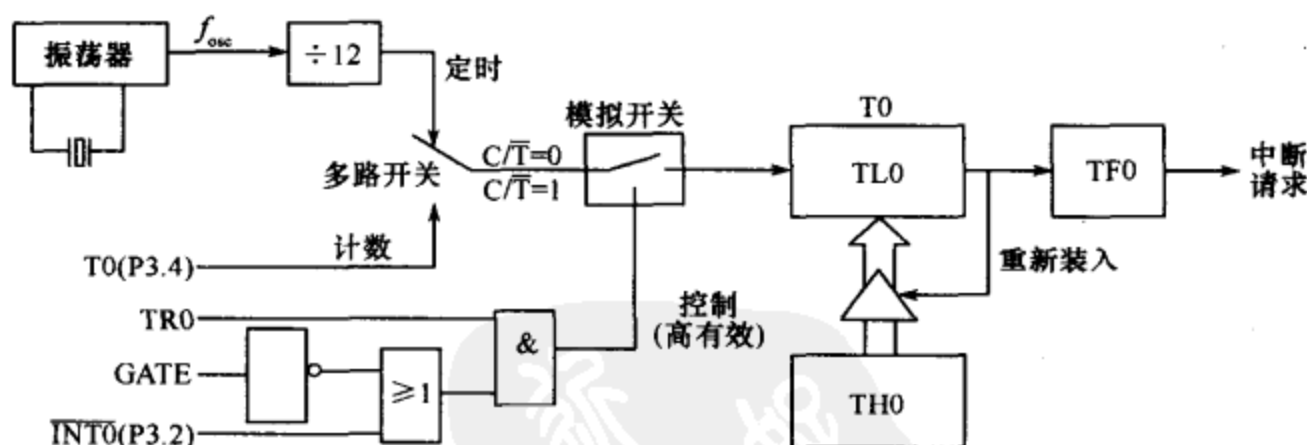 振荡器
f_osc
÷12
定时
多路开关
C/T̅=0
C/T̅=1
模拟开关
T0
TL0
TF0
中断
请求
T0(P3.4)
计数
重新装入
TR0
&
控制
(高有效)
GATE
≥1
I̅N̅T̅0̅(P3.2)
TH0